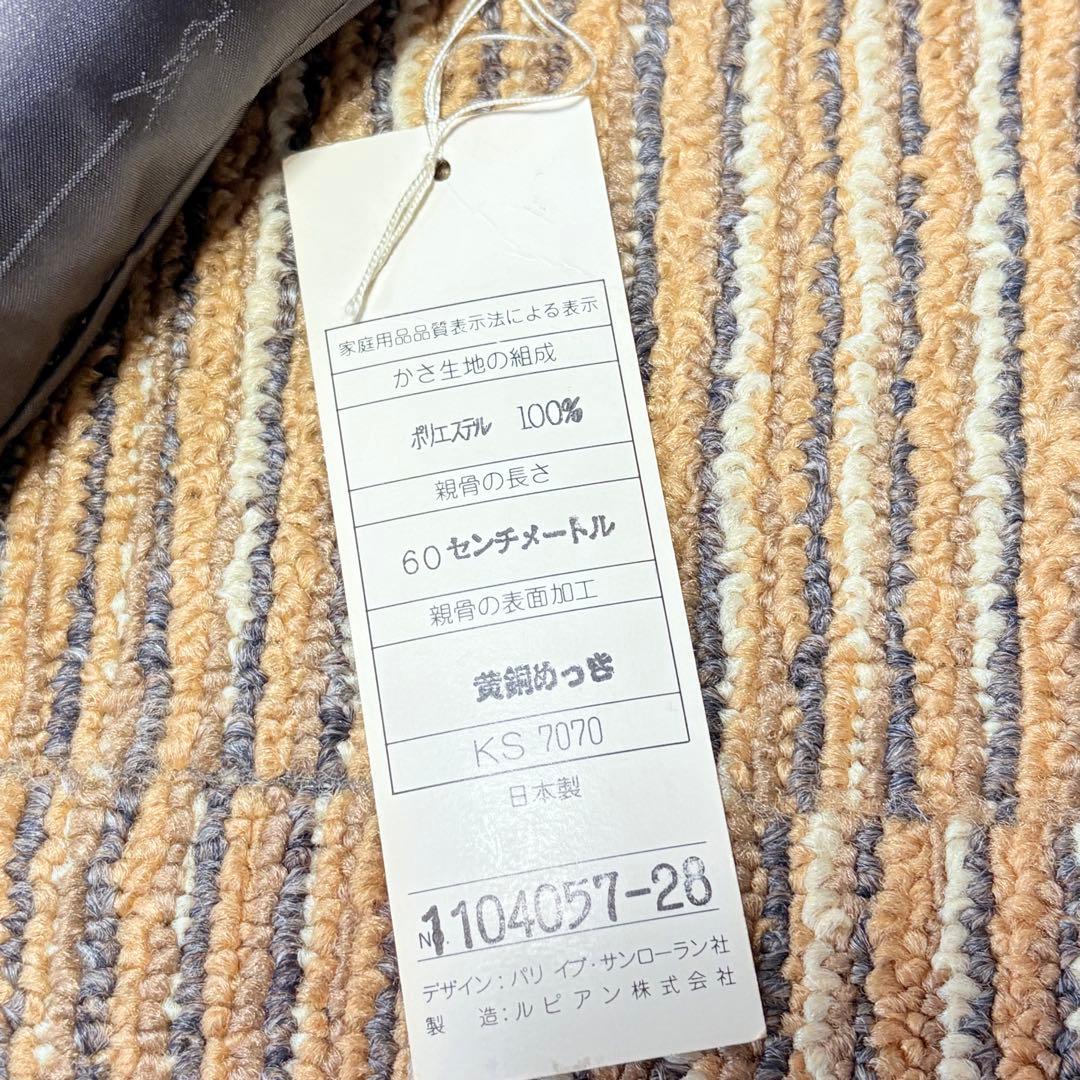 家庭用品品質表示法による表示
かさ生地の組成
ポリエステル 100%
親骨の長さ
60センチメートル
親骨の表面加工
黄銅めっき
KS 7070
日本製
N. 1104057-28
デザイン:パリ イブ・サンローラン社
製 造:ルピアン株式会社